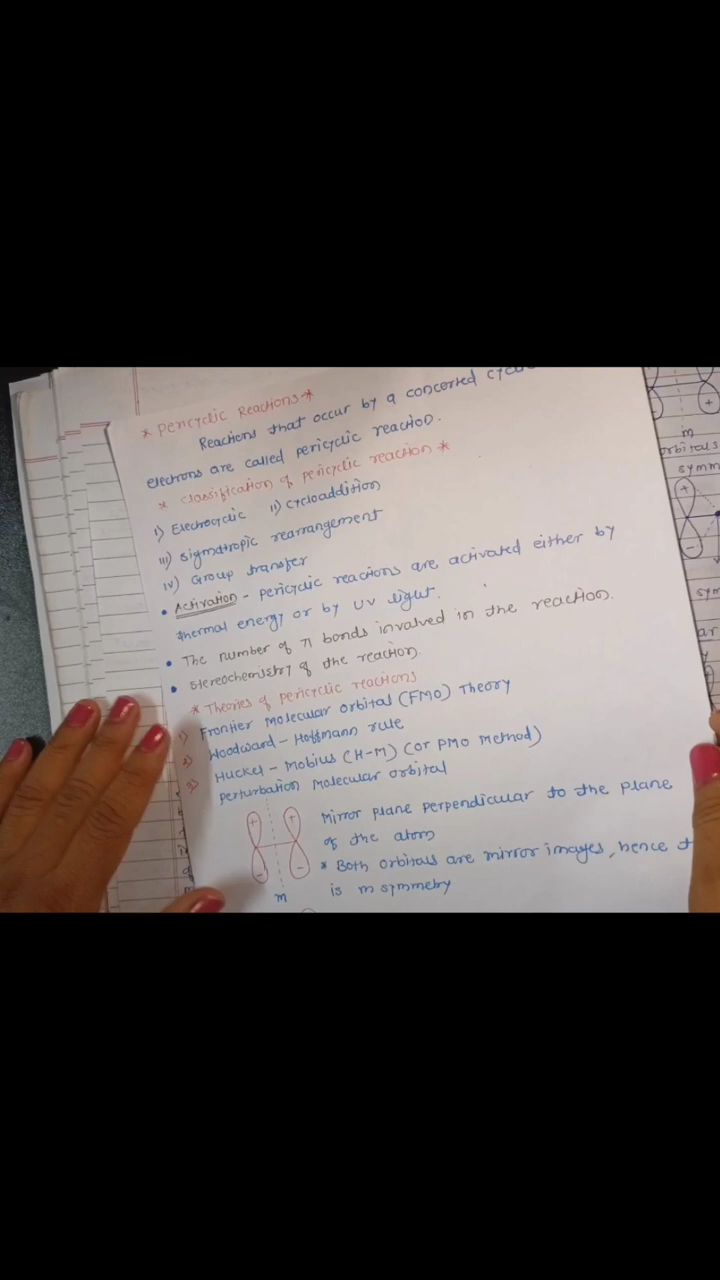 * Pericyclic Reactions *
Reactions that occur by a concerted
electrons are called pericyclic reaction.
* Classification of pericyclic reaction *
i) Electrocyclic ii) Cycloaddition
iii) Sigmatropic rearrangement
iv) Group transfer
• Activation - Pericyclic reactions are activated either by
thermal energy or by UV light.
• The number of π bonds involved in the reaction.
• Stereochemistry of the reaction.
* Theories of pericyclic reactions
1) Frontier Molecular Orbital (FMO) Theory
2) Woodward - Hoffmann rule
3) Huckel - Mobius (H-M) (or PMO Method)
Perturbation Molecular orbital
+ +
- -
m
Mirror plane perpendicular to the plane
of the atom
* Both orbitals are mirror images, hence
is m symmetry
+
m
orbitals
symm
+
-
sym